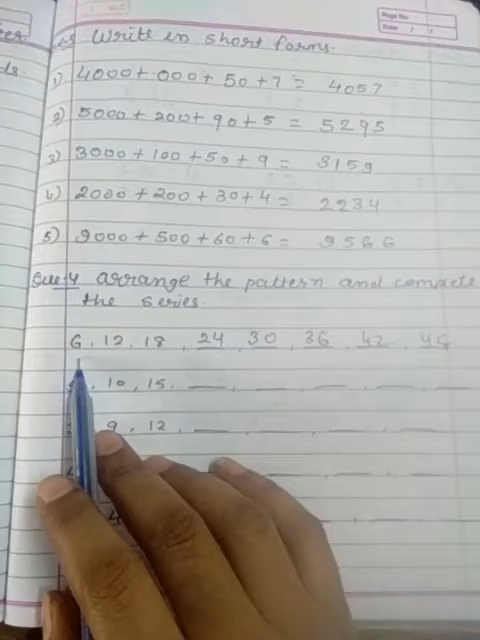 Write in short forms.
1) 4000 + 000 + 50 + 7 = 4057
2) 5000 + 200 + 90 + 5 = 5295
3) 3000 + 100 + 50 + 9 = 3159
4) 2000 + 200 + 30 + 4 = 2234
5) 9000 + 500 + 60 + 6 = 9566
Que-4 arrange the pattern and complete
the series.
6, 12, 18, 24, 30, 36, 42,
, 10, 15,
9, 12,